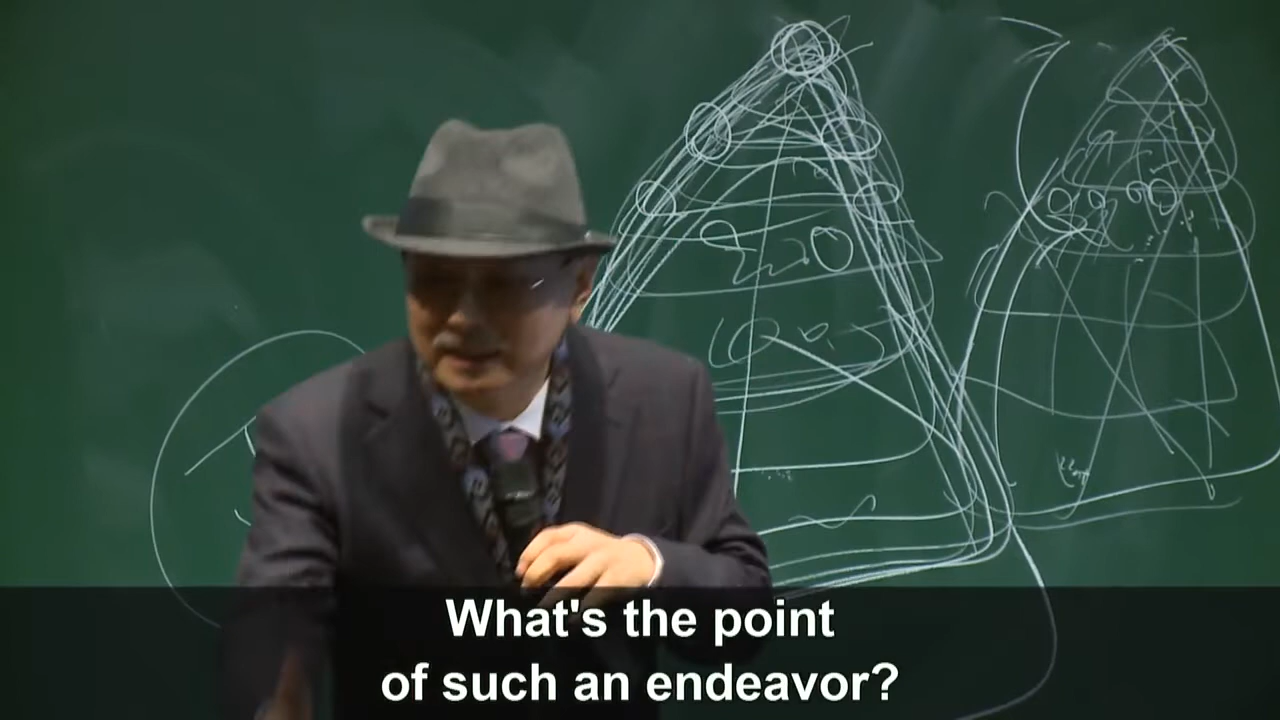 What's the point
of such an endeavor?